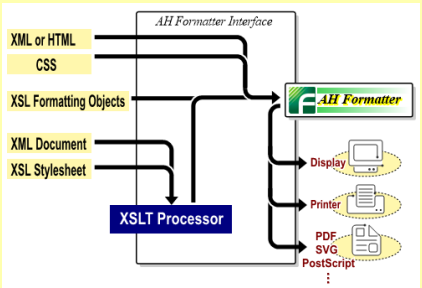 AH Formatter Interface
XML or HTML
CSS
XSL Formatting Objects
AH Formatter
XML Document
XSL Stylesheet
XSLT Processor
Display
Printer
PDF
SVG
PostScript
⋮